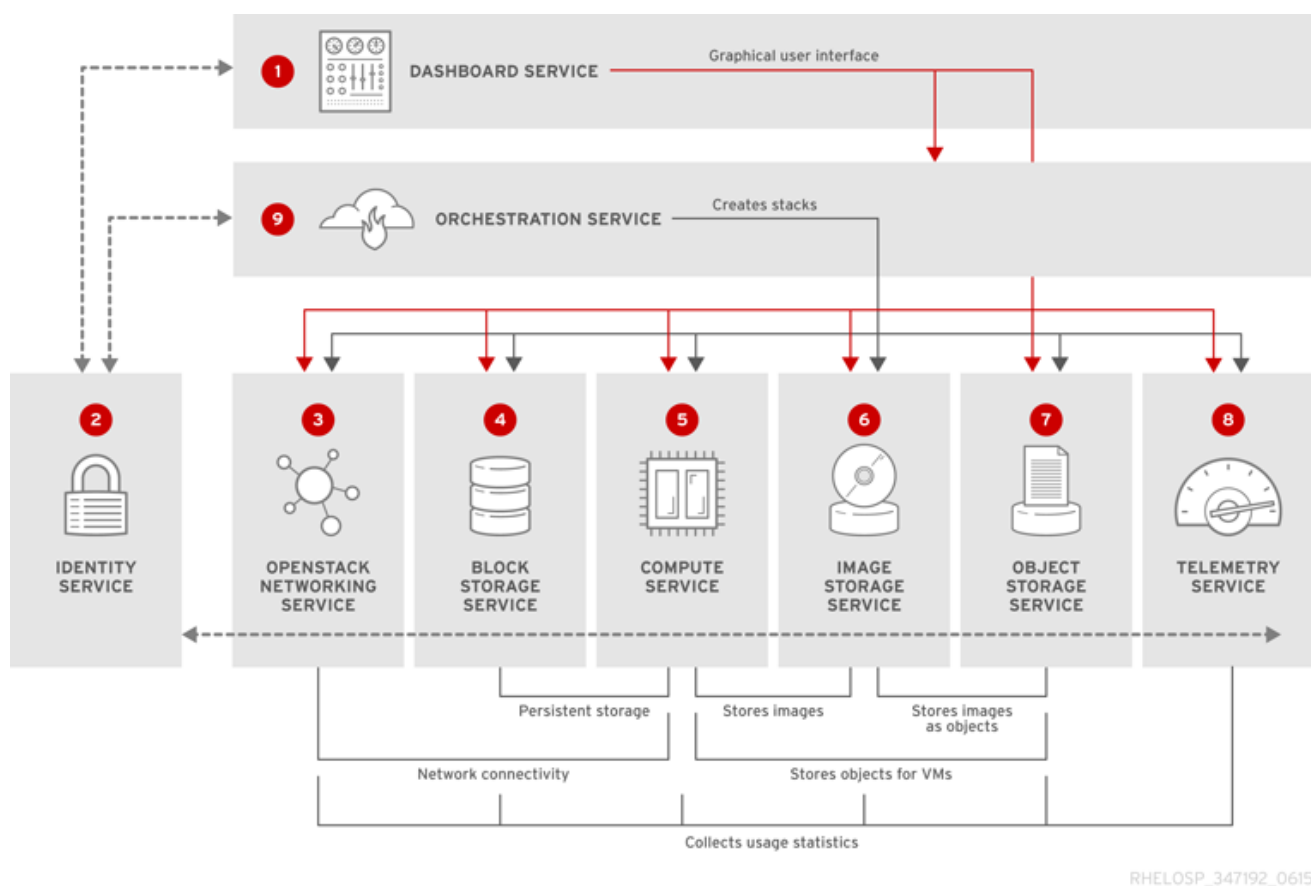 Graphical user interface
1
DASHBOARD SERVICE
Creates stacks
9
ORCHESTRATION SERVICE
2
3
4
5
6
7
8
IDENTITY
SERVICE
OPENSTACK
NETWORKING
SERVICE
BLOCK
STORAGE
SERVICE
COMPUTE
SERVICE
IMAGE
STORAGE
SERVICE
OBJECT
STORAGE
SERVICE
TELEMETRY
SERVICE
Persistent storage
Stores images
Stores images
as objects
Network connectivity
Stores objects for VMs
Collects usage statistics
RHELOSP_347192_0615